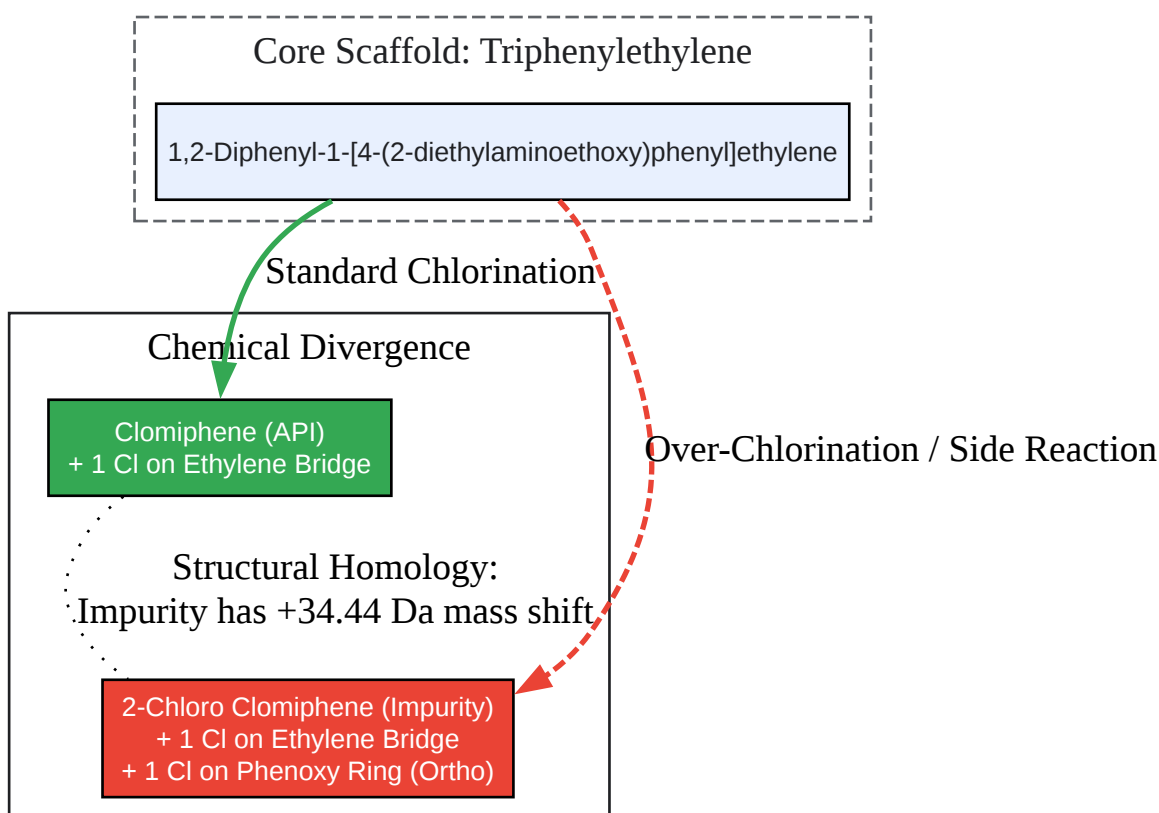 Core Scaffold: Triphenylethylene
1,2-Diphenyl-1-[4-(2-diethylaminoethoxy)phenyl]ethylene
Standard Chlorination
Chemical Divergence
Clomiphene (API)
+ 1 Cl on Ethylene Bridge
Over-Chlorination / Side Reaction
Structural Homology:
Impurity has +34.44 Da mass shift
2-Chloro Clomiphene (Impurity)
+ 1 Cl on Ethylene Bridge
+ 1 Cl on Phenoxy Ring (Ortho)